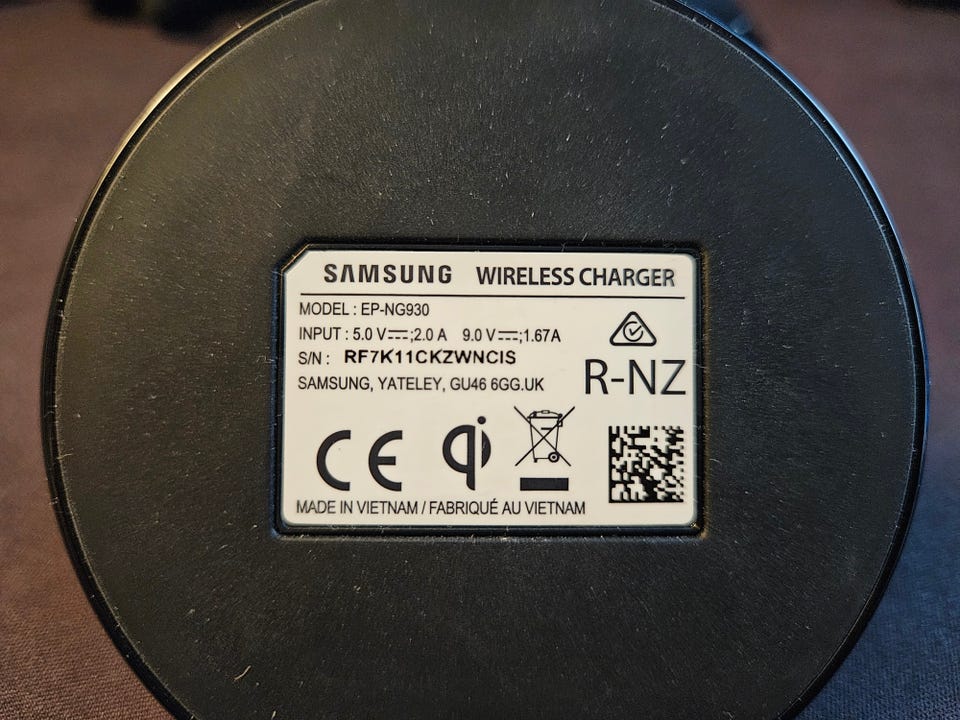 SAMSUNG WIRELESS CHARGER
MODEL : EP-NG930
INPUT : 5.0 V⎓;2.0 A 9.0 V⎓;1.67A
S/N : RF7K11CKZWNCIS
SAMSUNG, YATELEY, GU46 6GG.UK
R-NZ
CE qi
MADE IN VIETNAM / FABRIQUÉ AU VIETNAM